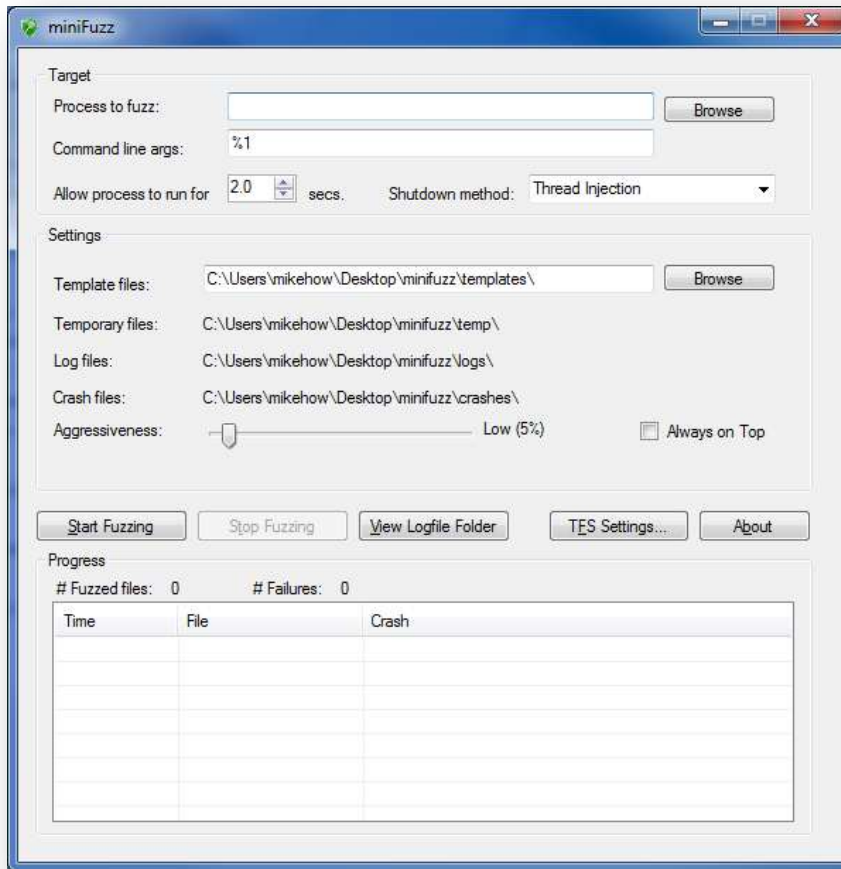 miniFuzz
Target
Process to fuzz:
Browse
Command line args: %1
Allow process to run for 2.0 secs. Shutdown method: Thread Injection
Settings
Template files: C:\Users\mikehow\Desktop\minifuzz\templates\ Browse
Temporary files: C:\Users\mikehow\Desktop\minifuzz\temp\
Log files: C:\Users\mikehow\Desktop\minifuzz\logs\
Crash files: C:\Users\mikehow\Desktop\minifuzz\crashes\
Aggressiveness: Low (5%) Always on Top
Start Fuzzing Stop Fuzzing View Logfile Folder TFS Settings... About
Progress
# Fuzzed files: 0 # Failures: 0
Time File Crash